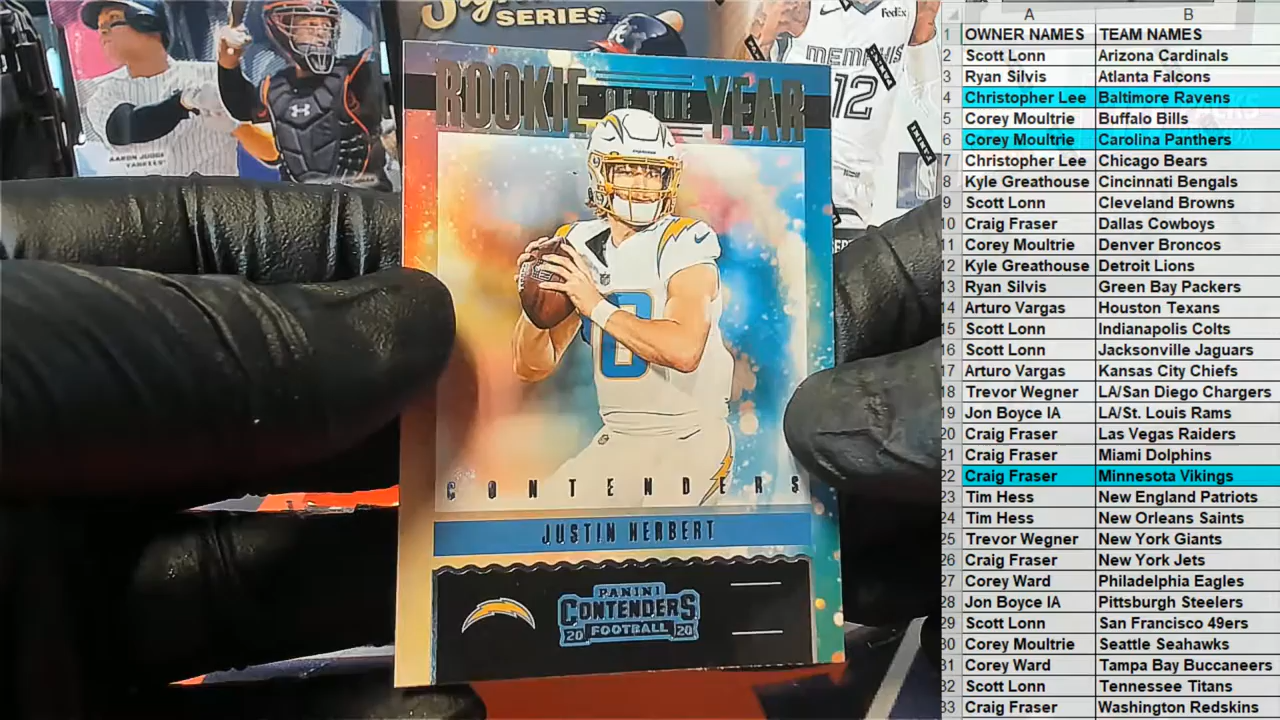 SERIES
FedEx
MEMPHIS
12
AARON JUDGE
YANKEES
ROOKIE OF THE YEAR
CONTENDERS
JUSTIN HERBERT
PANINI
CONTENDERS
20 FOOTBALL 20
A B
1 OWNER NAMES TEAM NAMES
2 Scott Lonn Arizona Cardinals
3 Ryan Silvis Atlanta Falcons
4 Christopher Lee Baltimore Ravens
5 Corey Moultrie Buffalo Bills
6 Corey Moultrie Carolina Panthers
7 Christopher Lee Chicago Bears
8 Kyle Greathouse Cincinnati Bengals
9 Scott Lonn Cleveland Browns
10 Craig Fraser Dallas Cowboys
11 Corey Moultrie Denver Broncos
12 Kyle Greathouse Detroit Lions
13 Ryan Silvis Green Bay Packers
14 Arturo Vargas Houston Texans
15 Scott Lonn Indianapolis Colts
16 Scott Lonn Jacksonville Jaguars
17 Arturo Vargas Kansas City Chiefs
18 Trevor Wegner LA/San Diego Chargers
19 Jon Boyce IA LA/St. Louis Rams
20 Craig Fraser Las Vegas Raiders
21 Craig Fraser Miami Dolphins
22 Craig Fraser Minnesota Vikings
23 Tim Hess New England Patriots
24 Tim Hess New Orleans Saints
25 Trevor Wegner New York Giants
26 Craig Fraser New York Jets
27 Corey Ward Philadelphia Eagles
28 Jon Boyce IA Pittsburgh Steelers
29 Scott Lonn San Francisco 49ers
30 Corey Moultrie Seattle Seahawks
31 Corey Ward Tampa Bay Buccaneers
32 Scott Lonn Tennessee Titans
33 Craig Fraser Washington Redskins